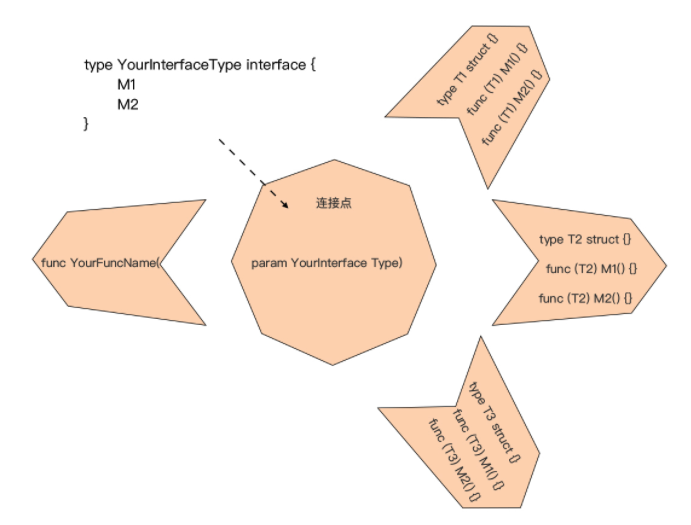 type YourInterfaceType interface {
M1
M2
}
连接点
func YourFuncName(
param YourInterface Type)
type T1 struct {}
func (T1) M1() {}
func (T1) M2() {}
type T2 struct {}
func (T2) M1() {}
func (T2) M2() {}
type T3 struct {}
func (T3) M1() {}
func (T3) M2() {}